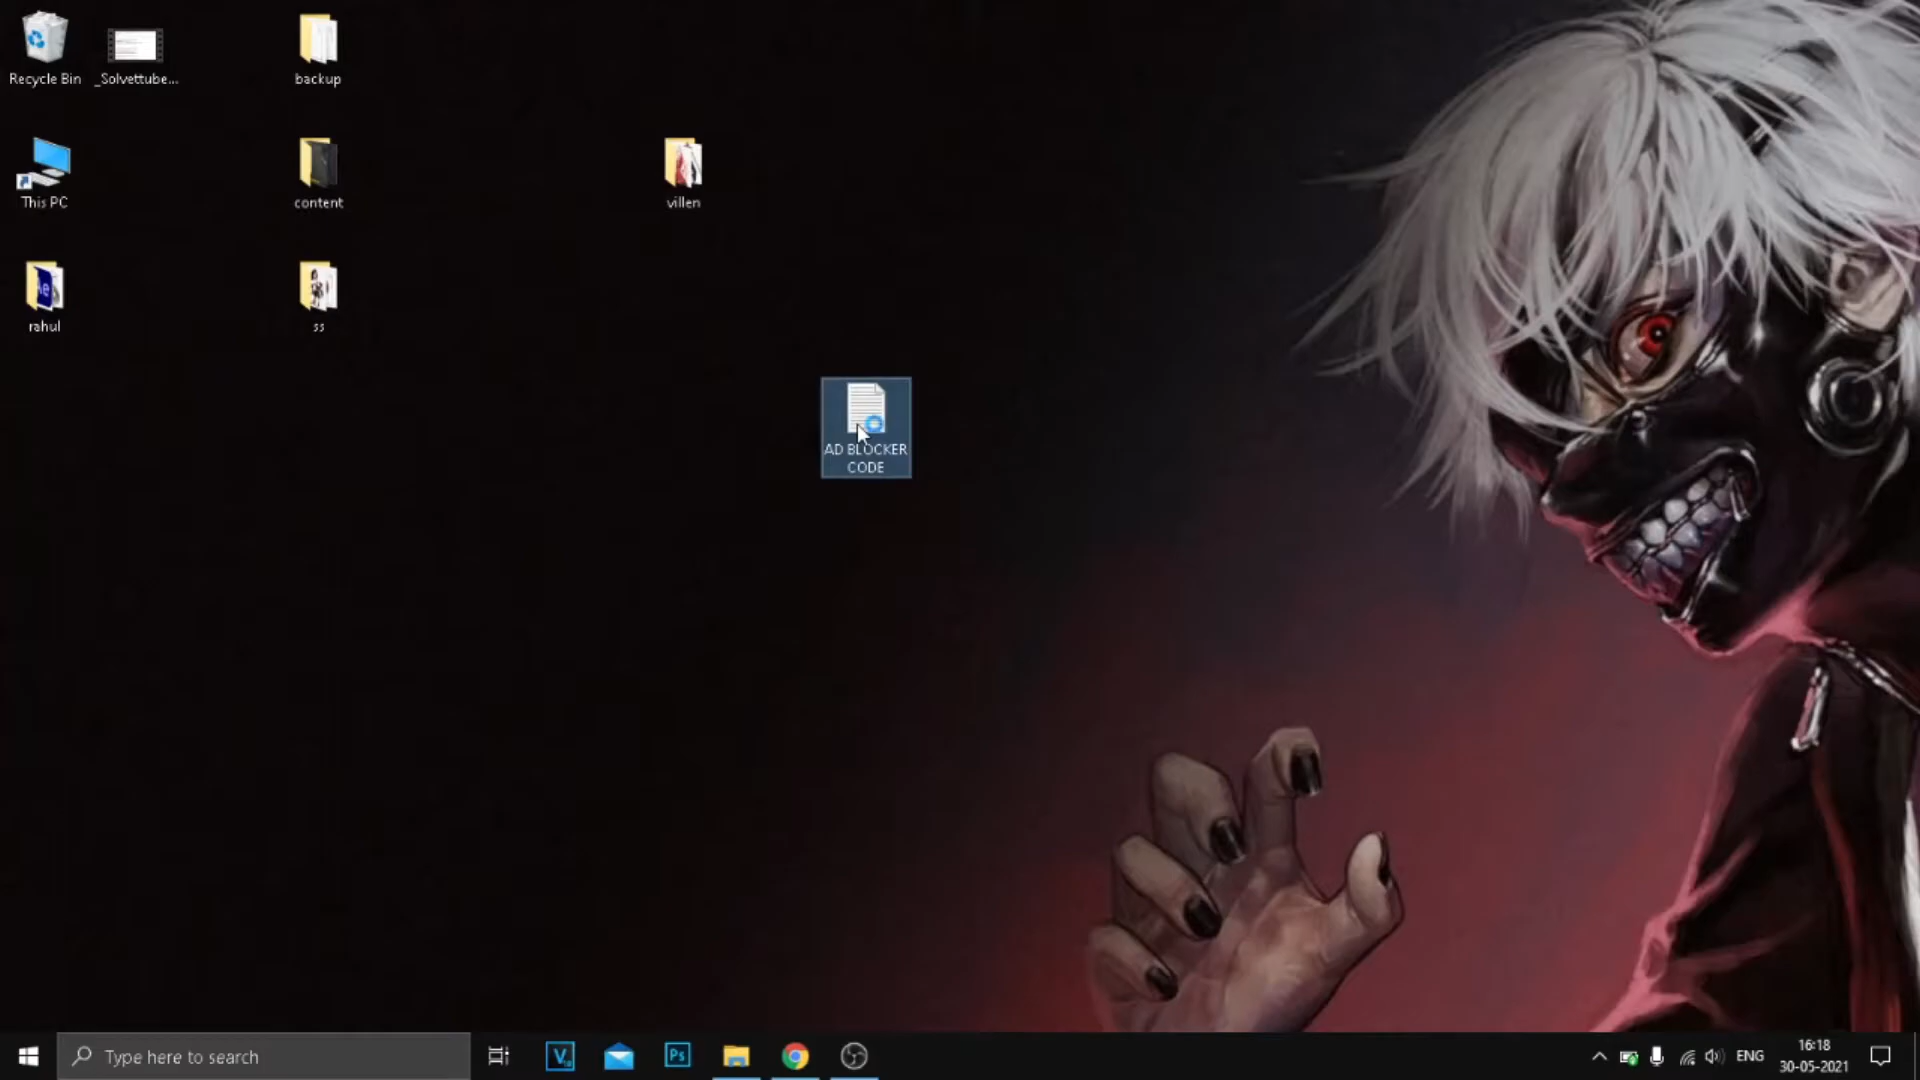 Recycle Bin
_Solvettube...
backup
This PC
content
villen
rahul
ss
AD BLOCKER
CODE
Type here to search
V
Ps
ENG
16:18
30-05-2021